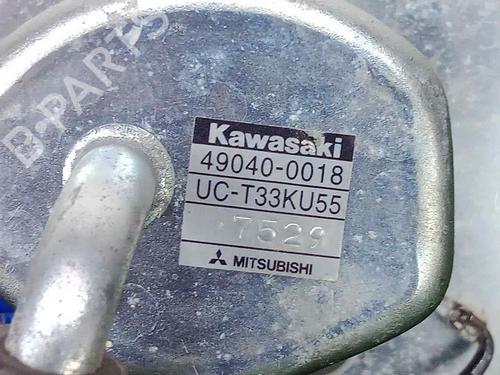 B-PARTS
Kawasaki
49040-0018
UC-T33KU55
7529
MITSUBISHI